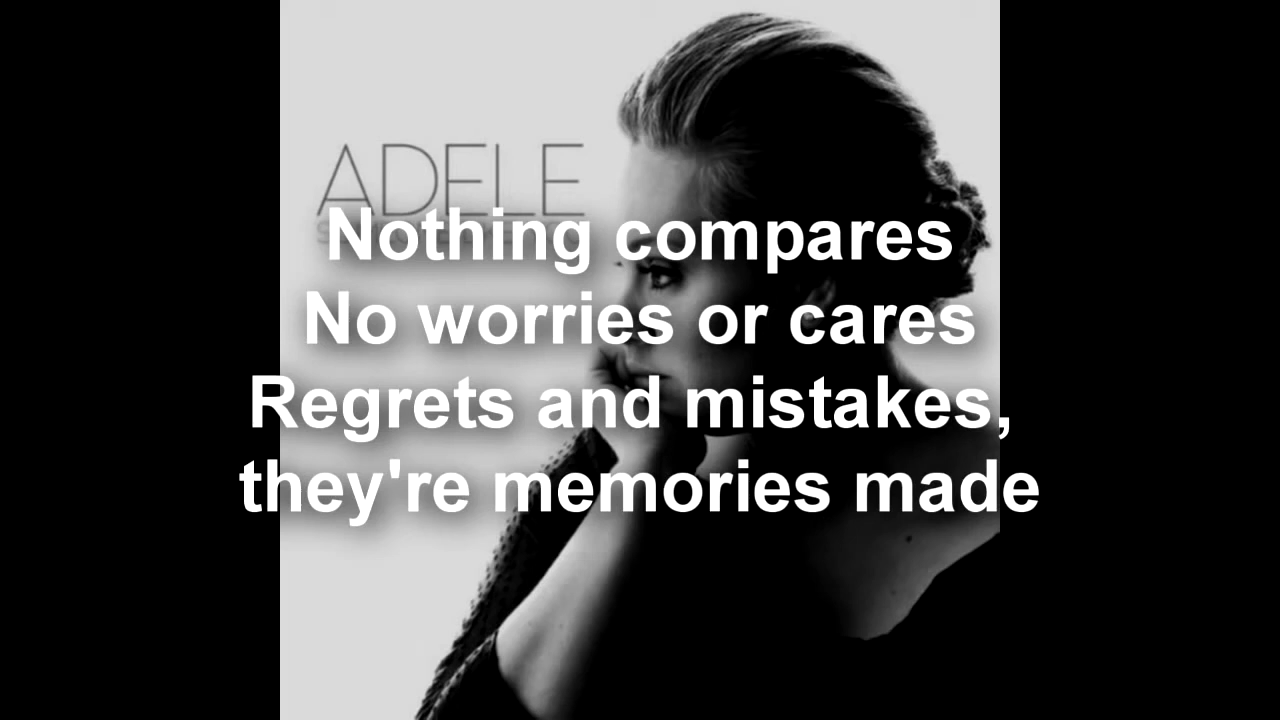 ADELE
Nothing compares
No worries or cares
Regrets and mistakes,
they're memories made